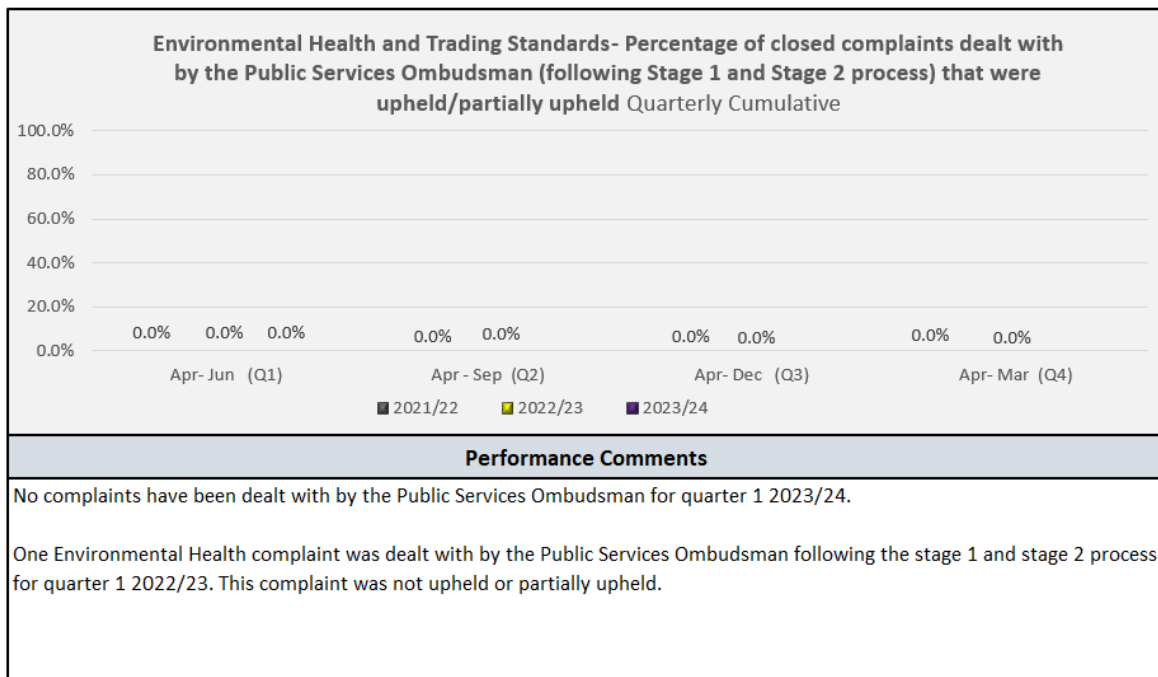 Environmental Health and Trading Standards- Percentage of closed complaints dealt with
by the Public Services Ombudsman (following Stage 1 and Stage 2 process) that were
upheld/partially upheld Quarterly Cumulative
100.0%
80.0%
60.0%
40.0%
20.0%
0.0%
0.0% 0.0% 0.0% 0.0% 0.0% 0.0% 0.0% 0.0% 0.0%
Apr- Jun (Q1) Apr - Sep (Q2) Apr- Dec (Q3) Apr- Mar (Q4)
2021/22 2022/23 2023/24
Performance Comments
No complaints have been dealt with by the Public Services Ombudsman for quarter 1 2023/24.
One Environmental Health complaint was dealt with by the Public Services Ombudsman following the stage 1 and stage 2 process
for quarter 1 2022/23. This complaint was not upheld or partially upheld.